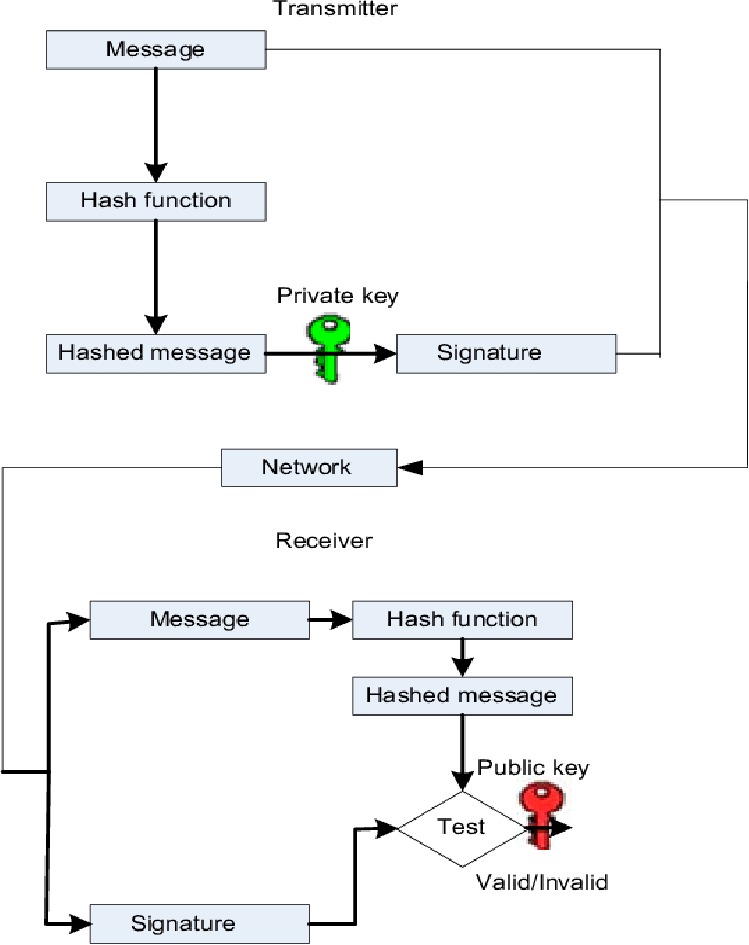 Transmitter
Message
Hash function
Private key
Hashed message
Signature
Network
Receiver
Message
Hash function
Hashed message
Public key
Test
Valid/Invalid
Signature